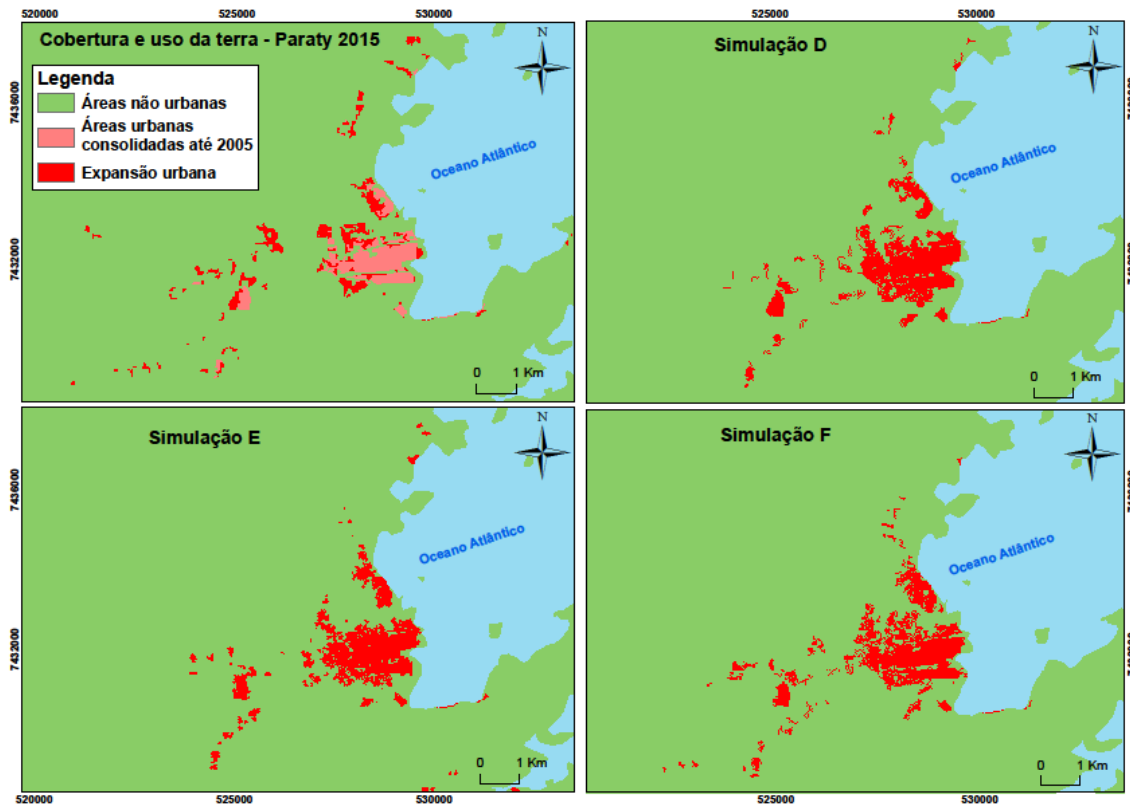 520000 525000 530000
525000 530000
Cobertura e uso da terra - Paraty 2015
N
Legenda
Áreas não urbanas
Áreas urbanas
consolidadas até 2005
Expansão urbana
Oceano Atlântico
0 1 Km
7436000
7432000
Simulação D
N
Oceano Atlântico
0 1 Km
Simulação E
N
Oceano Atlântico
0 1 Km
7436000
7432000
520000 525000 530000
Simulação F
N
Oceano Atlântico
0 1 Km
525000 530000